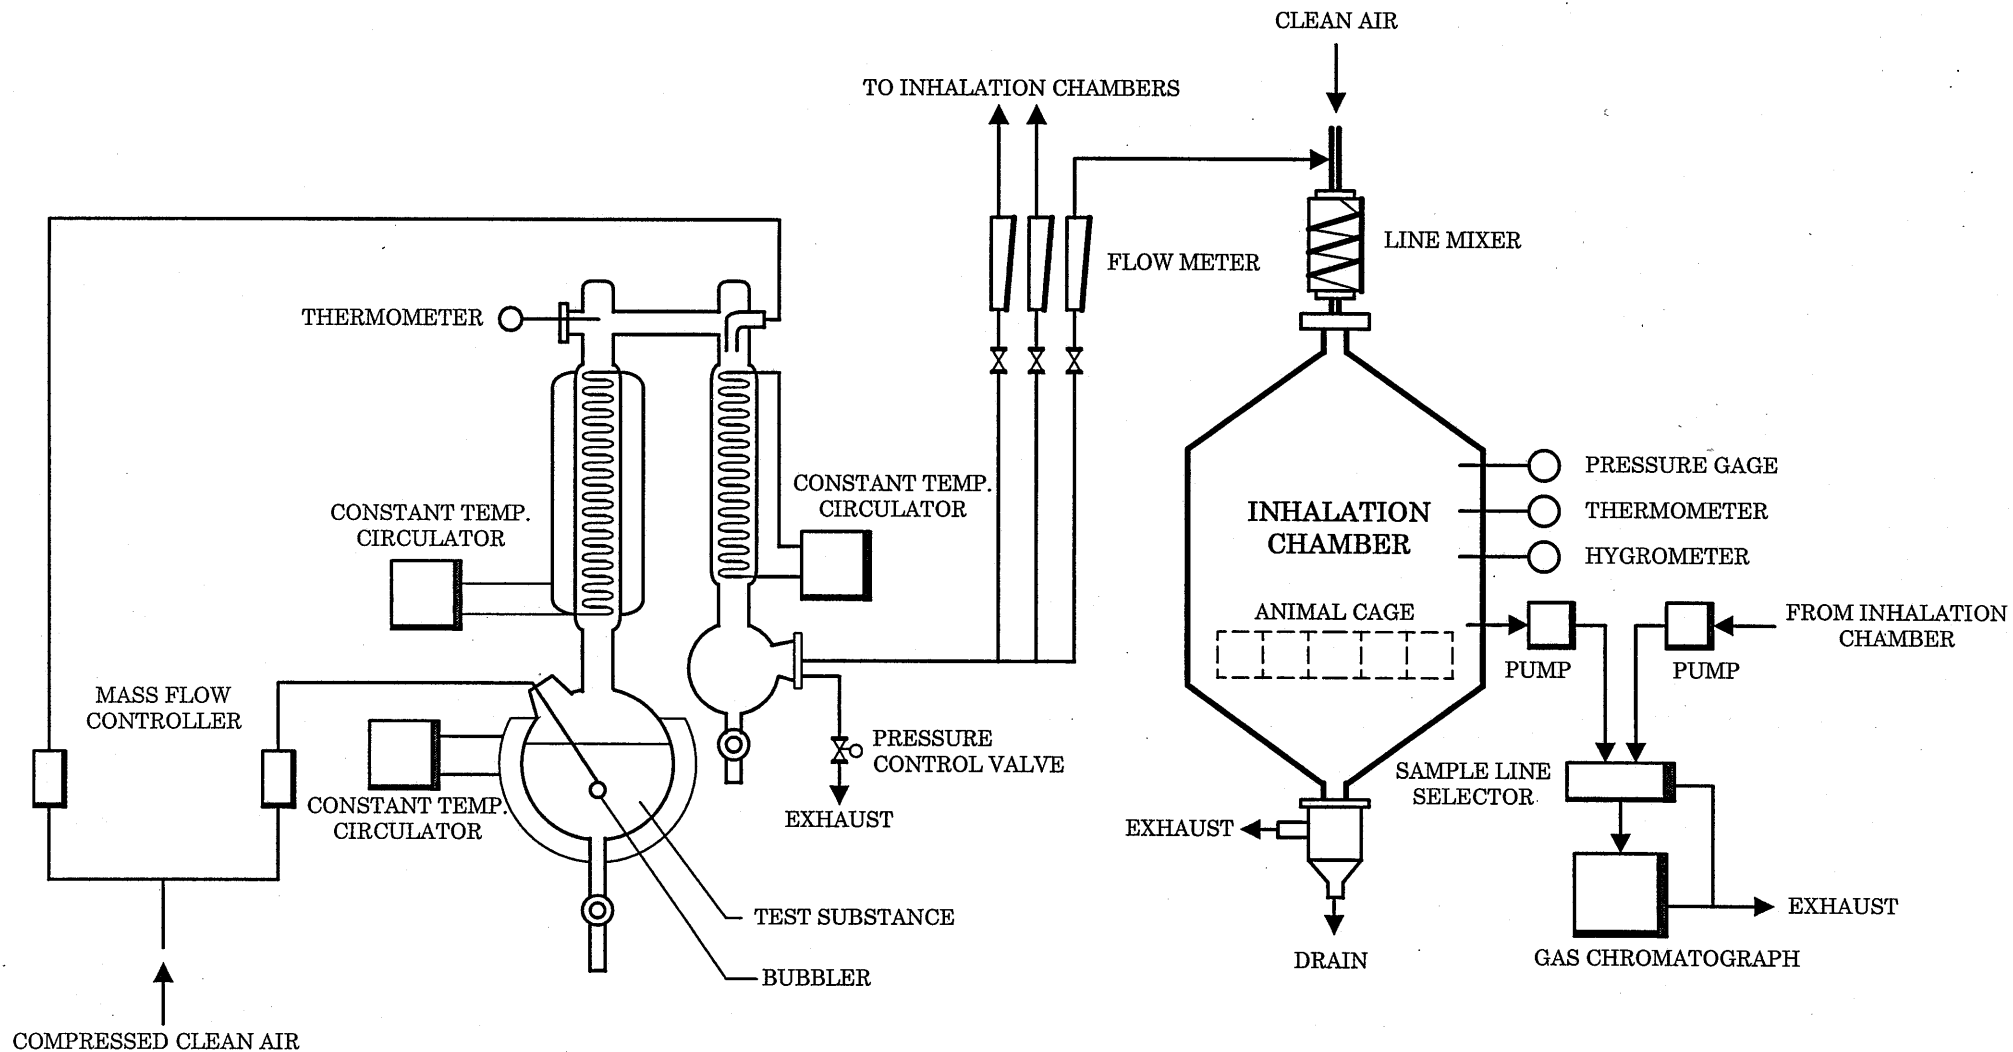 CLEAN AIR
TO INHALATION CHAMBERS
LINE MIXER
FLOW METER
THERMOMETER
PRESSURE GAGE
CONSTANT TEMP.
CIRCULATOR
CONSTANT TEMP.
CIRCULATOR
INHALATION
CHAMBER
THERMOMETER
HYGROMETER
ANIMAL CAGE
FROM INHALATION
CHAMBER
PUMP
PUMP
MASS FLOW
CONTROLLER
PRESSURE
CONTROL VALVE
SAMPLE LINE
SELECTOR
CONSTANT TEMP.
CIRCULATOR
EXHAUST
EXHAUST
TEST SUBSTANCE
EXHAUST
DRAIN
GAS CHROMATOGRAPH
BUBBLER
COMPRESSED CLEAN AIR